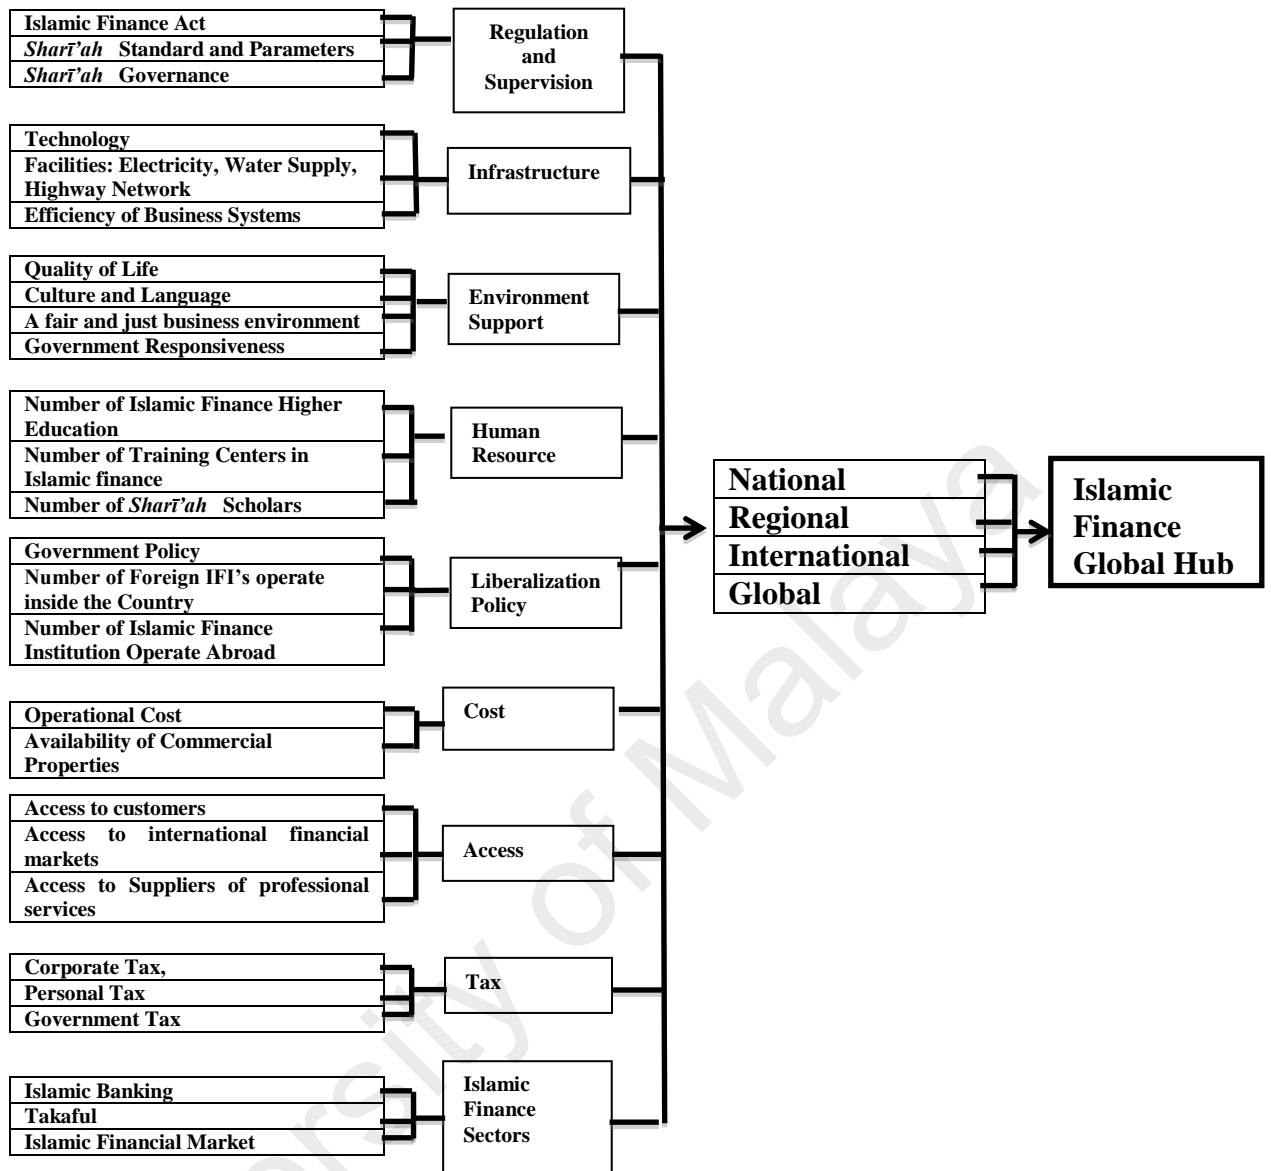 Islamic Finance Act
Sharī’ah Standard and Parameters
Sharī’ah Governance
Regulation
and
Supervision
Technology
Facilities: Electricity, Water Supply,
Highway Network
Efficiency of Business Systems
Infrastructure
Quality of Life
Culture and Language
A fair and just business environment
Government Responsiveness
Environment
Support
Number of Islamic Finance Higher
Education
Number of Training Centers in
Islamic finance
Number of Sharī’ah Scholars
Human
Resource
Government Policy
Number of Foreign IFI’s operate
inside the Country
Number of Islamic Finance
Institution Operate Abroad
Liberalization
Policy
Operational Cost
Availability of Commercial
Properties
Cost
Access to customers
Access to international financial
markets
Access to Suppliers of professional
services
Access
Corporate Tax,
Personal Tax
Government Tax
Tax
Islamic Banking
Takaful
Islamic Financial Market
Islamic
Finance
Sectors
National
Regional
International
Global
Islamic
Finance
Global Hub
ersity of Malaya